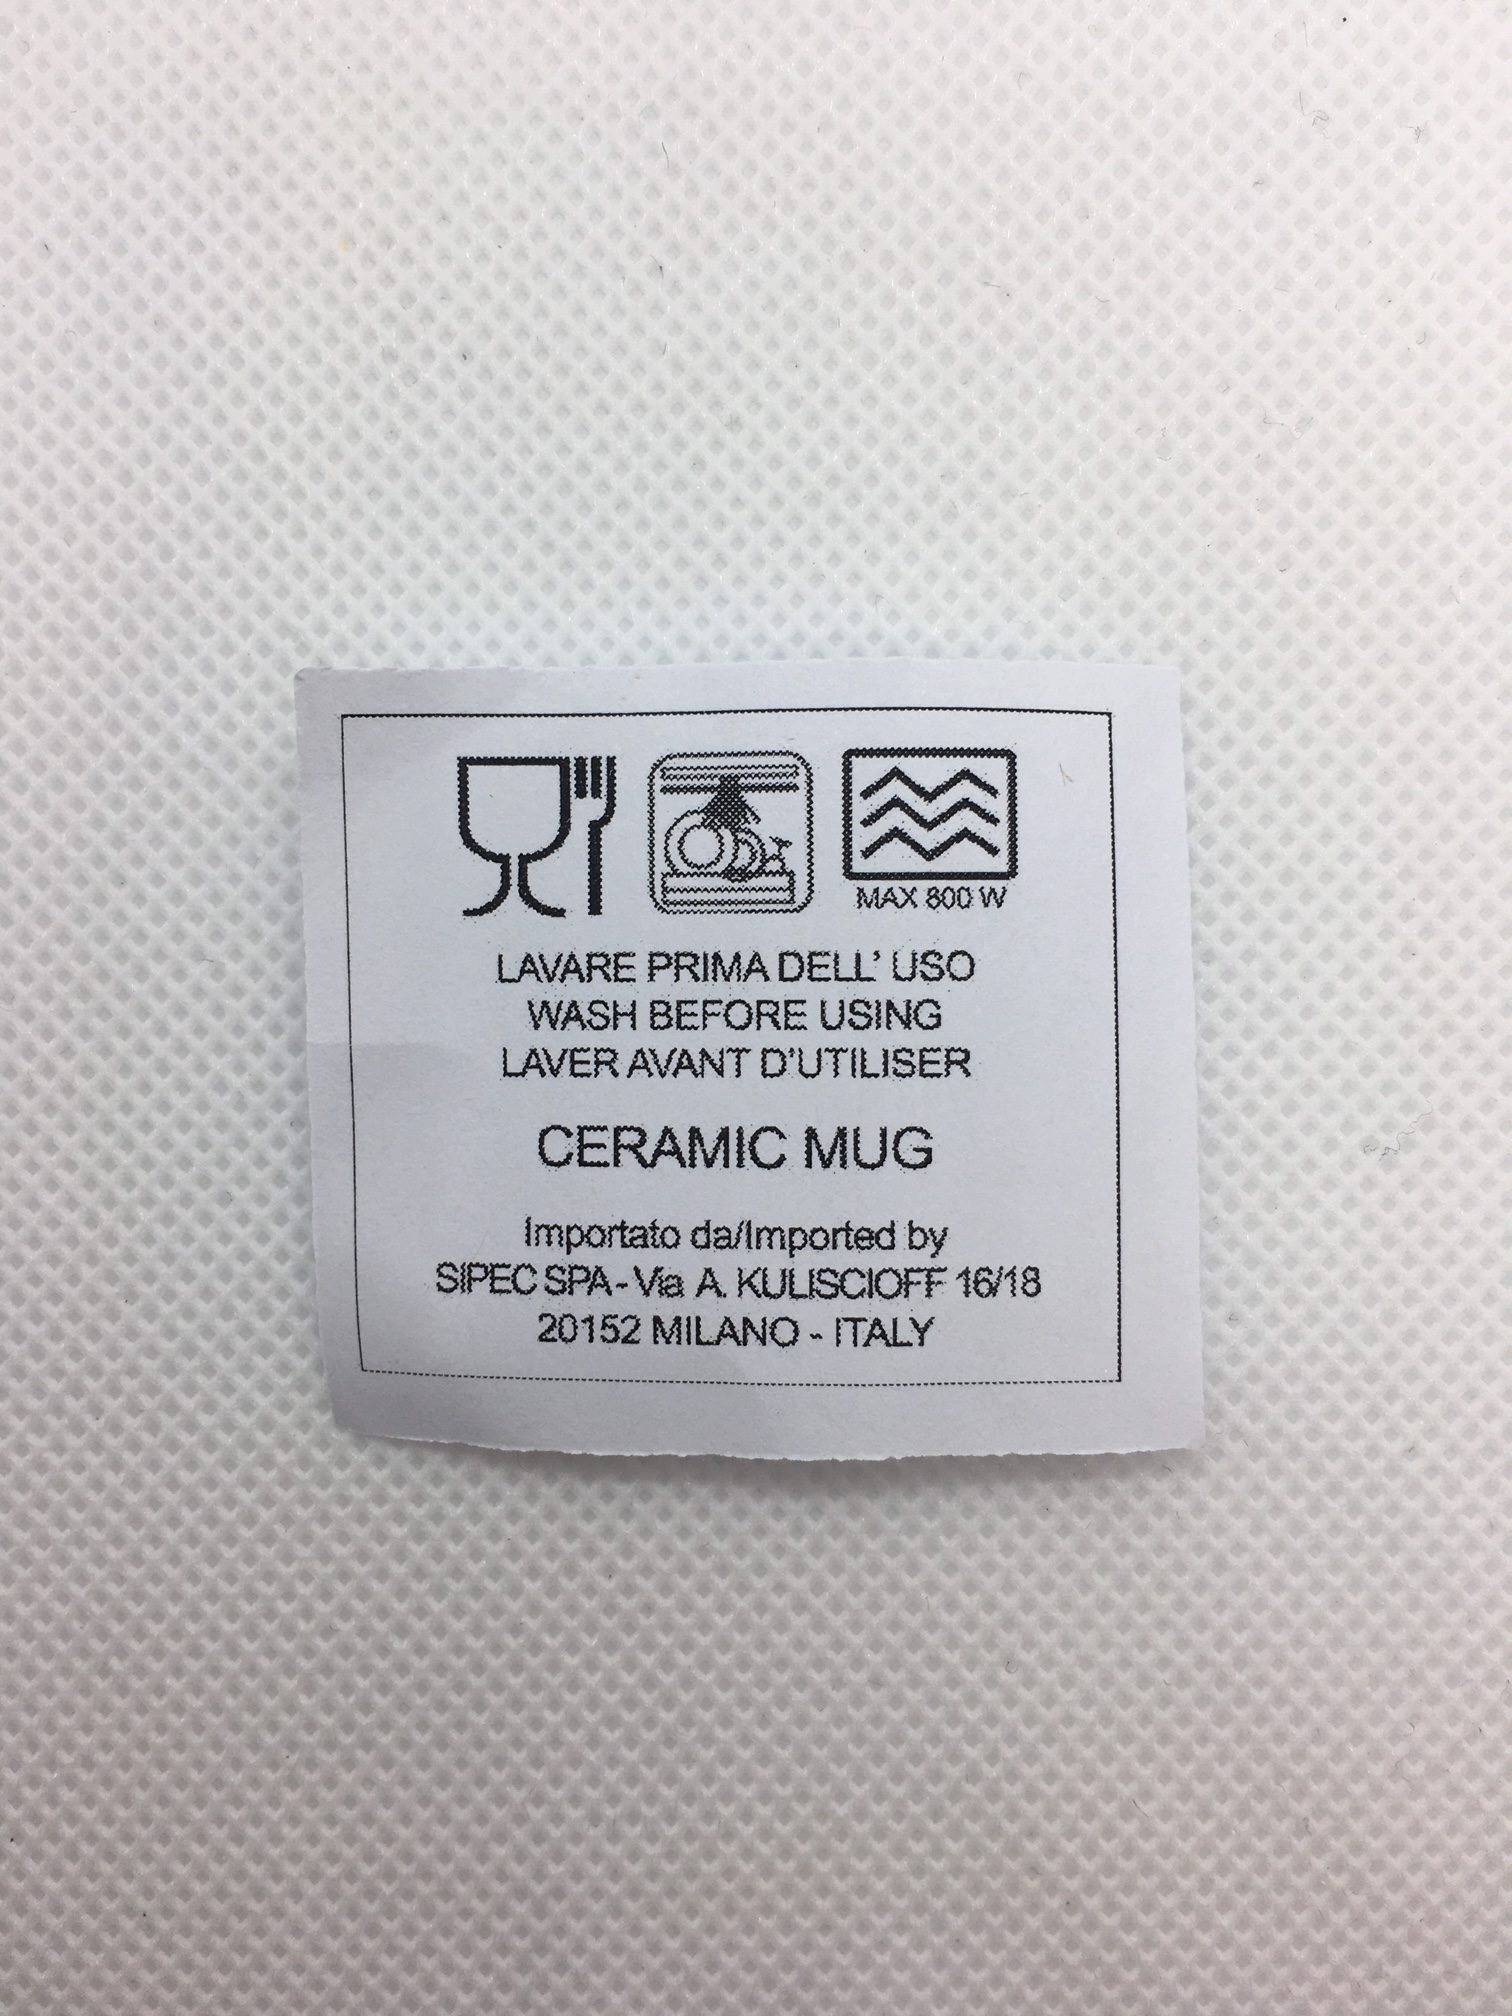 MAX 800 W
LAVARE PRIMA DELL' USO
WASH BEFORE USING
LAVER AVANT D'UTILISER
CERAMIC MUG
Importato da/Imported by
SIPEC SPA - Via A. KULISCIOFF 16/18
20152 MILANO - ITALY